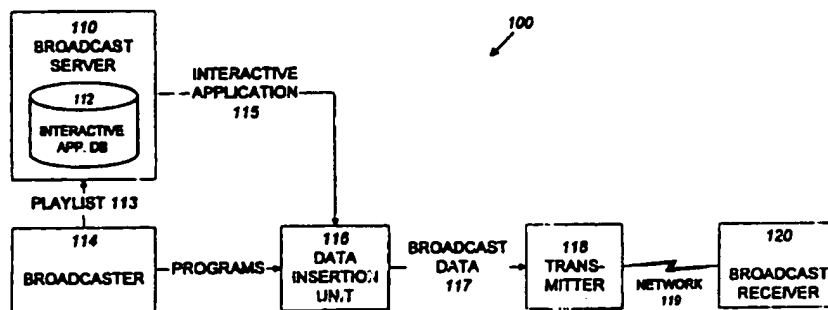 100
110
BROADCAST
SERVER
112
INTERACTIVE
APP. DB
INTERACTIVE
APPLICATION
115
PLAYLIST 113
114
BROADCASTER
PROGRAMS
116
DATA
INSERTION
UNIT
BROADCAST
DATA
117
118
TRANS-
MITTER
NETWORK
119
120
BROADCAST
RECEIVER